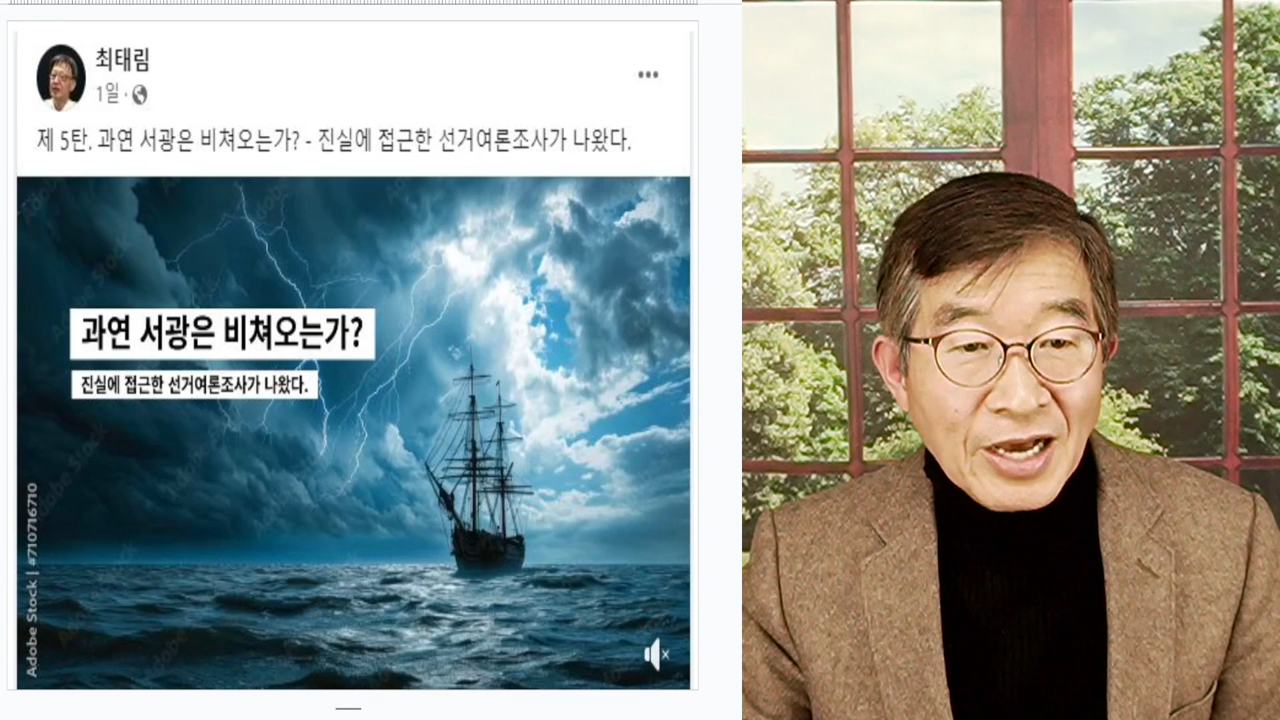 최태림
1일 ·
제 5탄. 과연 서광은 비쳐오는가? - 진실에 접근한 선거여론조사가 나왔다.
과연 서광은 비쳐오는가?
진실에 접근한 선거여론조사가 나왔다.
Adobe Stock | #710716710